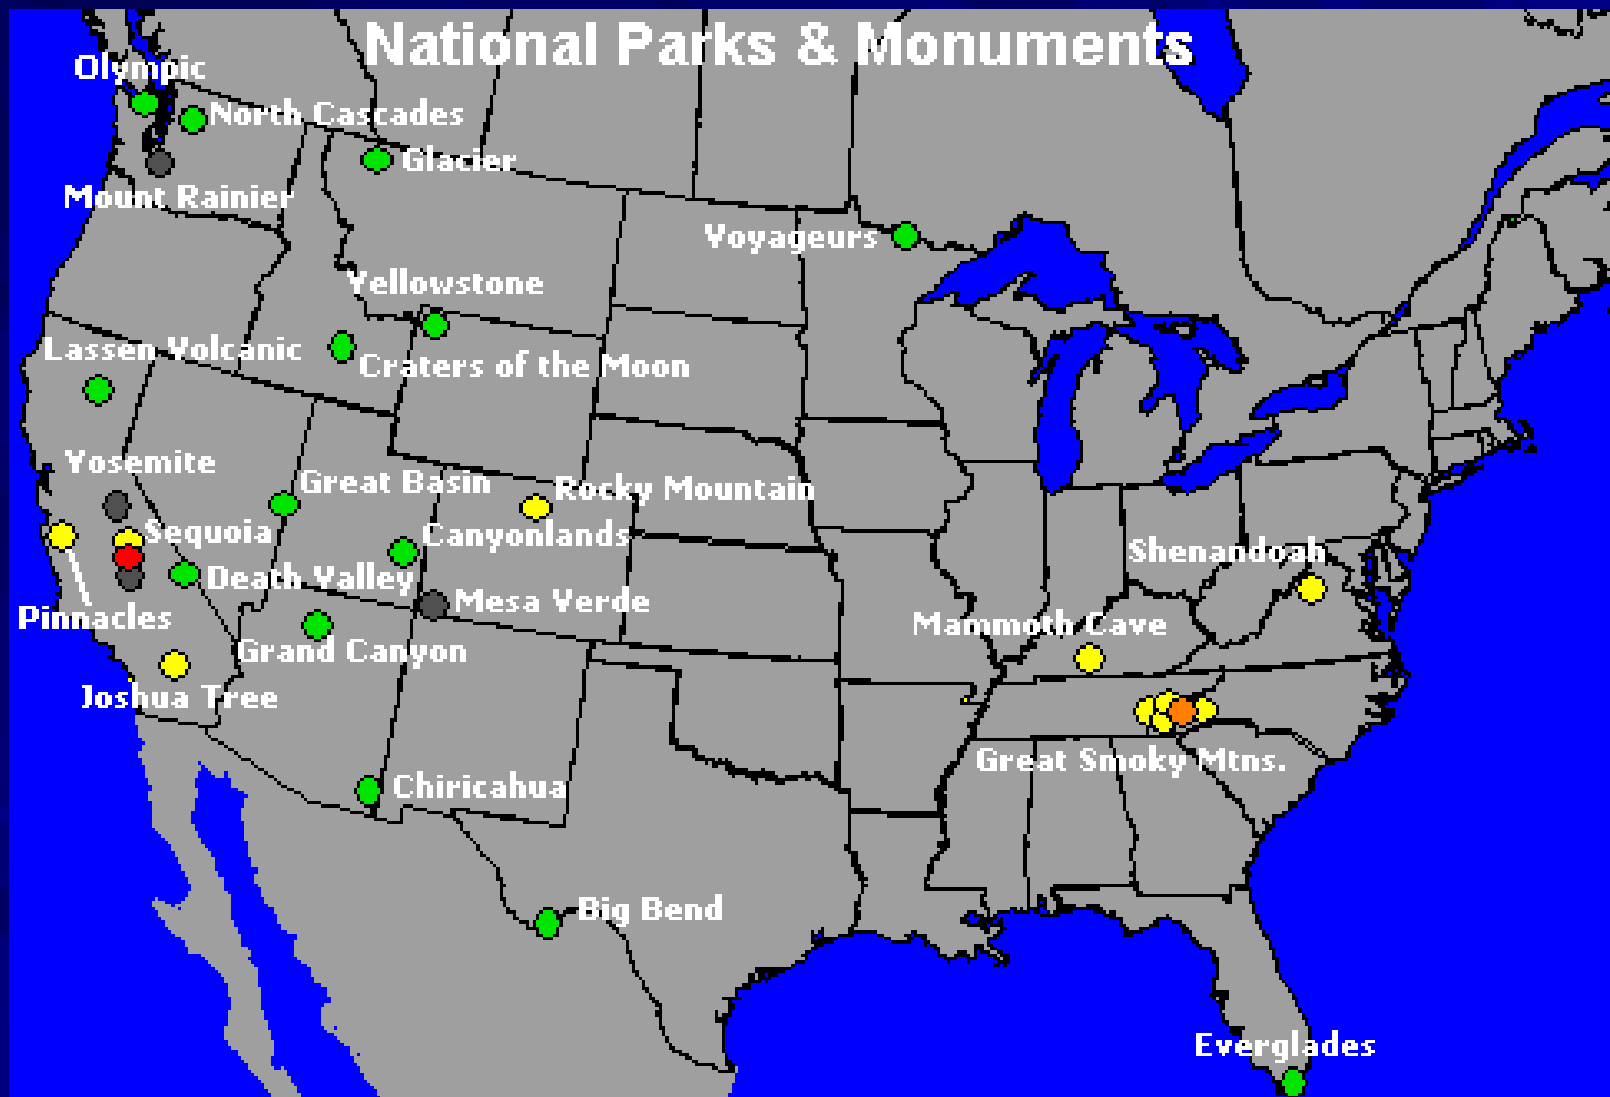 National Parks & Monuments
Olympic
North Cascades
Glacier
Mount Rainier
Voyageurs
Yellowstone
Lassen Volcanic
Craters of the Moon
Yosemite
Great Basin
Rocky Mountain
Sequoia
Canyonlands
Shenandoah
Death Valley
Mesa Verde
Pinnacles
Mammoth Cave
Grand Canyon
Joshua Tree
Great Smoky Mtns.
Chiricahua
Big Bend
Everglades